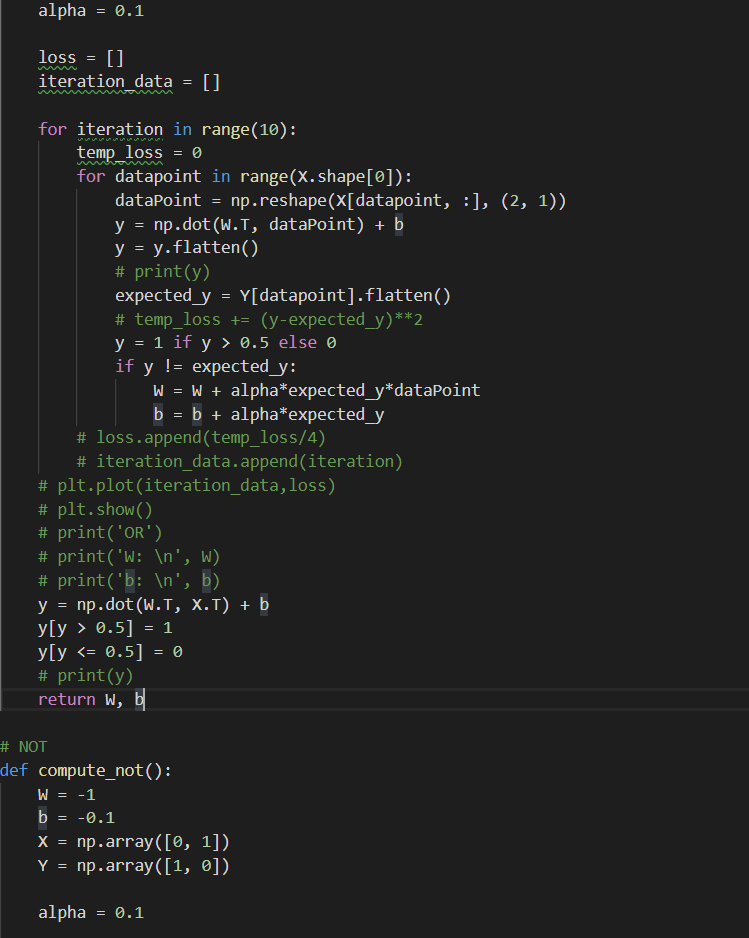 alpha = 0.1
loss = []
iteration_data = []
for iteration in range(10):
temp_loss = 0
for datapoint in range(X.shape[0]):
dataPoint = np.reshape(X[datapoint, :], (2, 1))
y = np.dot(W.T, dataPoint) + b
y = y.flatten()
# print(y)
expected_y = Y[datapoint].flatten()
# temp_loss += (y-expected_y)**2
y = 1 if y > 0.5 else 0
if y != expected_y:
W = W + alpha*expected_y*dataPoint
b = b + alpha*expected_y
# loss.append(temp_loss/4)
# iteration_data.append(iteration)
# plt.plot(iteration_data,loss)
# plt.show()
# print('OR')
# print('W: \n', W)
# print('b: \n', b)
y = np.dot(W.T, X.T) + b
y[y > 0.5] = 1
y[y <= 0.5] = 0
# print(y)
return W, b
# NOT
def compute_not():
W = -1
b = -0.1
X = np.array([0, 1])
Y = np.array([1, 0])
alpha = 0.1